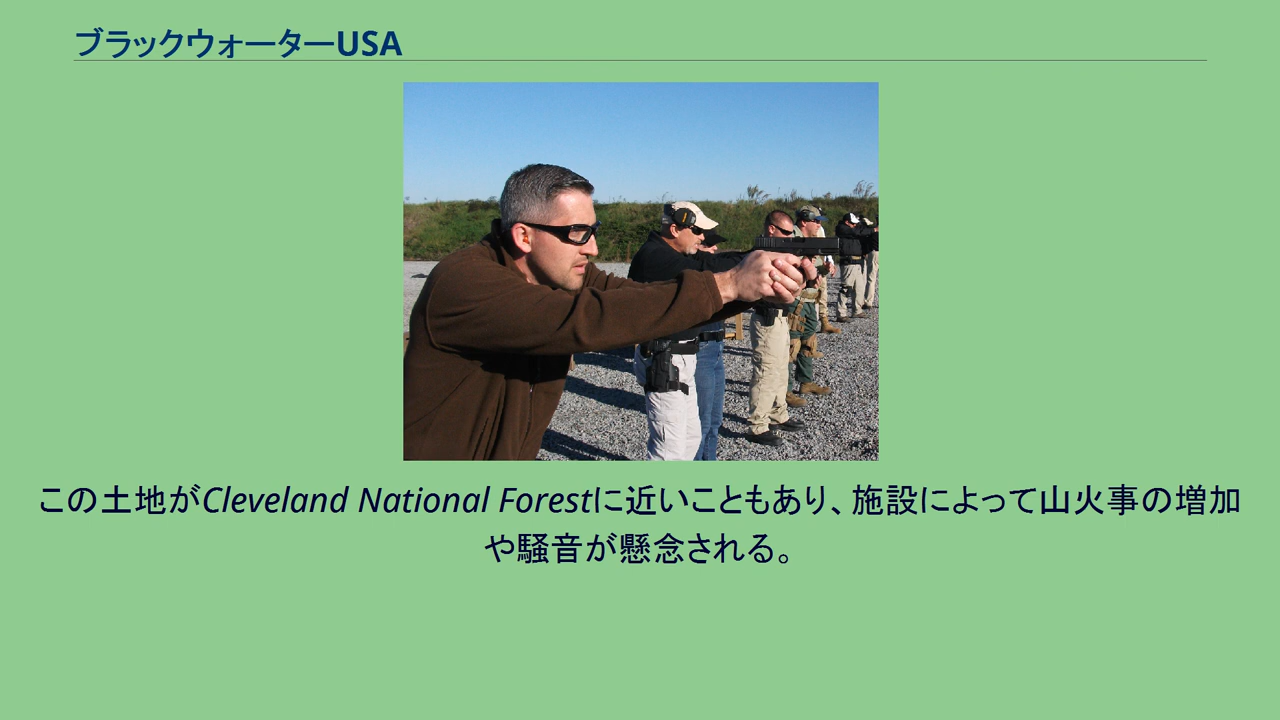 ブラックウォーターUSA
この土地がCleveland National Forestに近いこともあり、施設によって山火事の増加
や騒音が懸念される。